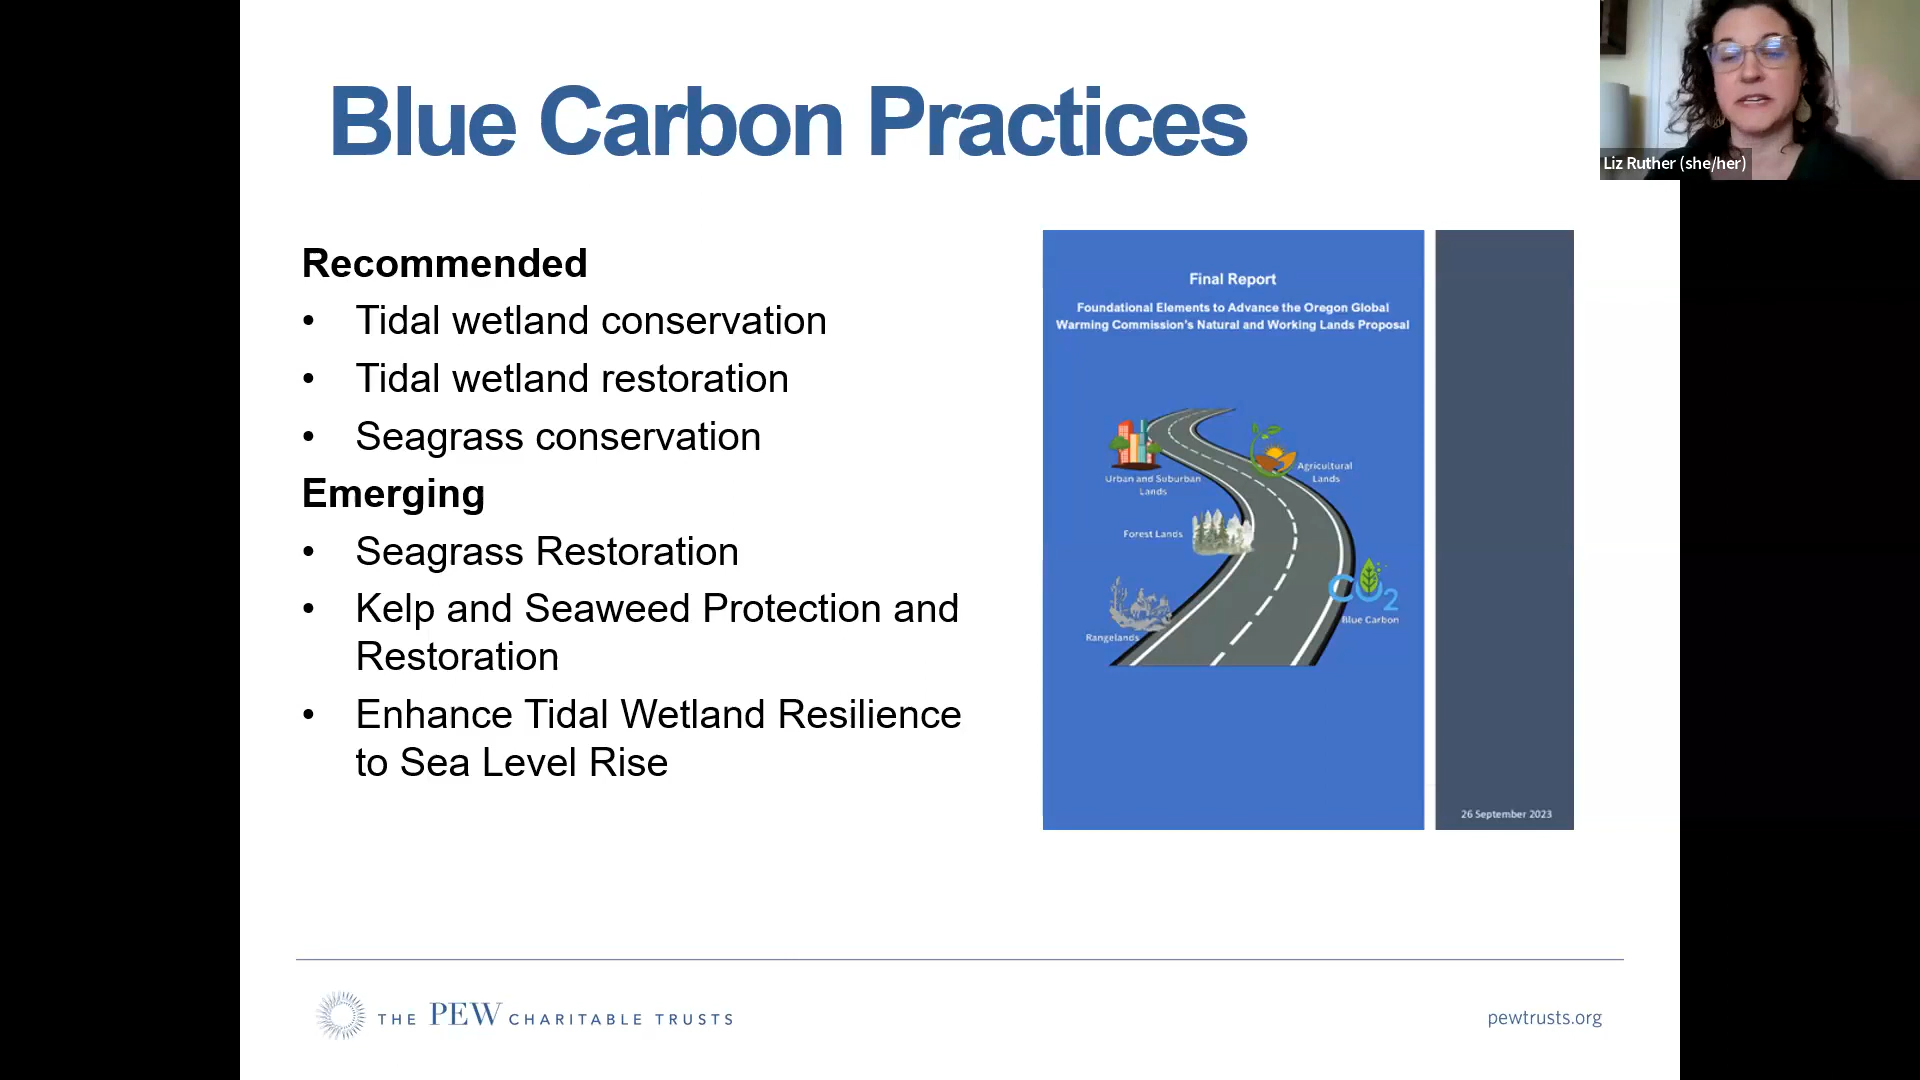 Blue Carbon Practices
Liz Ruther (she/her)
Recommended
• Tidal wetland conservation
• Tidal wetland restoration
• Seagrass conservation
Emerging
• Seagrass Restoration
• Kelp and Seaweed Protection and
Restoration
• Enhance Tidal Wetland Resilience
to Sea Level Rise
Final Report
Foundational Elements to Advance the Oregon Global
Warming Commission's Natural and Working Lands Proposal
Urban and Suburban
Lands
Agricultural
Lands
Forest Lands
CO2
Blue Carbon
Rangelands
26 September 2023
THE PEW CHARITABLE TRUSTS
pewtrusts.org